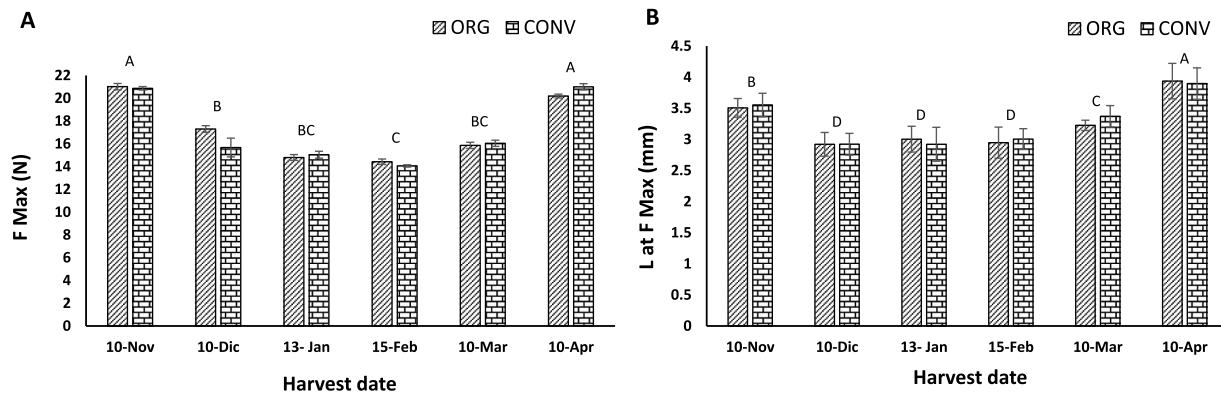 A
ORG CONV
A
B
BC
C
BC
A
22
20
18
16
14
12
10
8
6
4
2
0
F Max (N)
10-Nov 10-Dic 13- Jan 15-Feb 10-Mar 10-Apr
Harvest date
B
ORG CONV
B
D
D
D
C
A
4.5
4
3.5
3
2.5
2
1.5
1
0.5
0
L at F Max (mm)
10-Nov 10-Dic 13- Jan 15-Feb 10-Mar 10-Apr
Harvest date